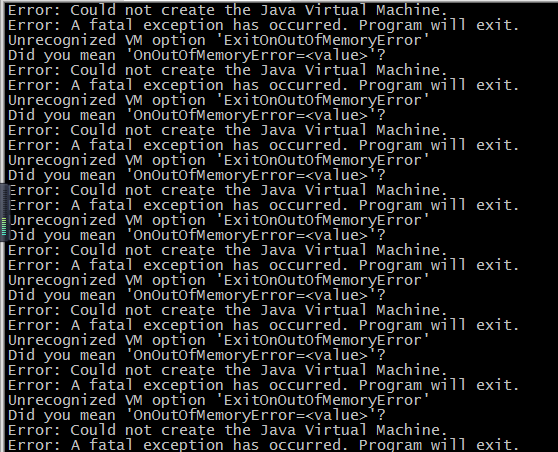 Error: Could not create the Java Virtual Machine.
Error: A fatal exception has occurred. Program will exit.
Unrecognized VM option 'ExitOnOutOfMemoryError'
Did you mean 'OnOutOfMemoryError=<value>'?
Error: Could not create the Java Virtual Machine.
Error: A fatal exception has occurred. Program will exit.
Unrecognized VM option 'ExitOnOutOfMemoryError'
Did you mean 'OnOutOfMemoryError=<value>'?
Error: Could not create the Java Virtual Machine.
Error: A fatal exception has occurred. Program will exit.
Unrecognized VM option 'ExitOnOutOfMemoryError'
Did you mean 'OnOutOfMemoryError=<value>'?
Error: Could not create the Java Virtual Machine.
Error: A fatal exception has occurred. Program will exit.
Unrecognized VM option 'ExitOnOutOfMemoryError'
Did you mean 'OnOutOfMemoryError=<value>'?
Error: Could not create the Java Virtual Machine.
Error: A fatal exception has occurred. Program will exit.
Unrecognized VM option 'ExitOnOutOfMemoryError'
Did you mean 'OnOutOfMemoryError=<value>'?
Error: Could not create the Java Virtual Machine.
Error: A fatal exception has occurred. Program will exit.
Unrecognized VM option 'ExitOnOutOfMemoryError'
Did you mean 'OnOutOfMemoryError=<value>'?
Error: Could not create the Java Virtual Machine.
Error: A fatal exception has occurred. Program will exit.
Unrecognized VM option 'ExitOnOutOfMemoryError'
Did you mean 'OnOutOfMemoryError=<value>'?
Error: Could not create the Java Virtual Machine.
Error: A fatal exception has occurred. Program will exit.